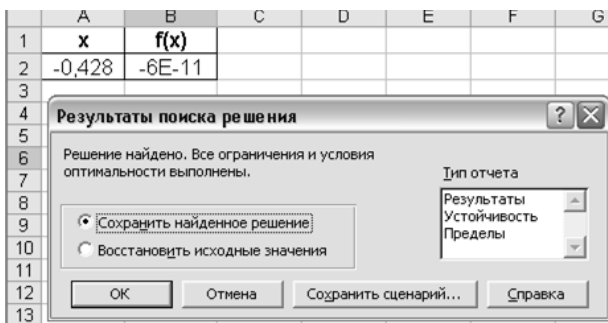 A B C D E F G
1 x f(x)
2 -0,428 -6E-11
3
4 Результаты поиска решения ?
5
6 Решение найдено. Все ограничения и условия
оптимальности выполнены. Тип отчета
7
8 Результаты
9 Сохранить найденное решение Устойчивость
10 Восстановить исходные значения Пределы
11
12 ОК Отмена Сохранить сценарий... Справка
13